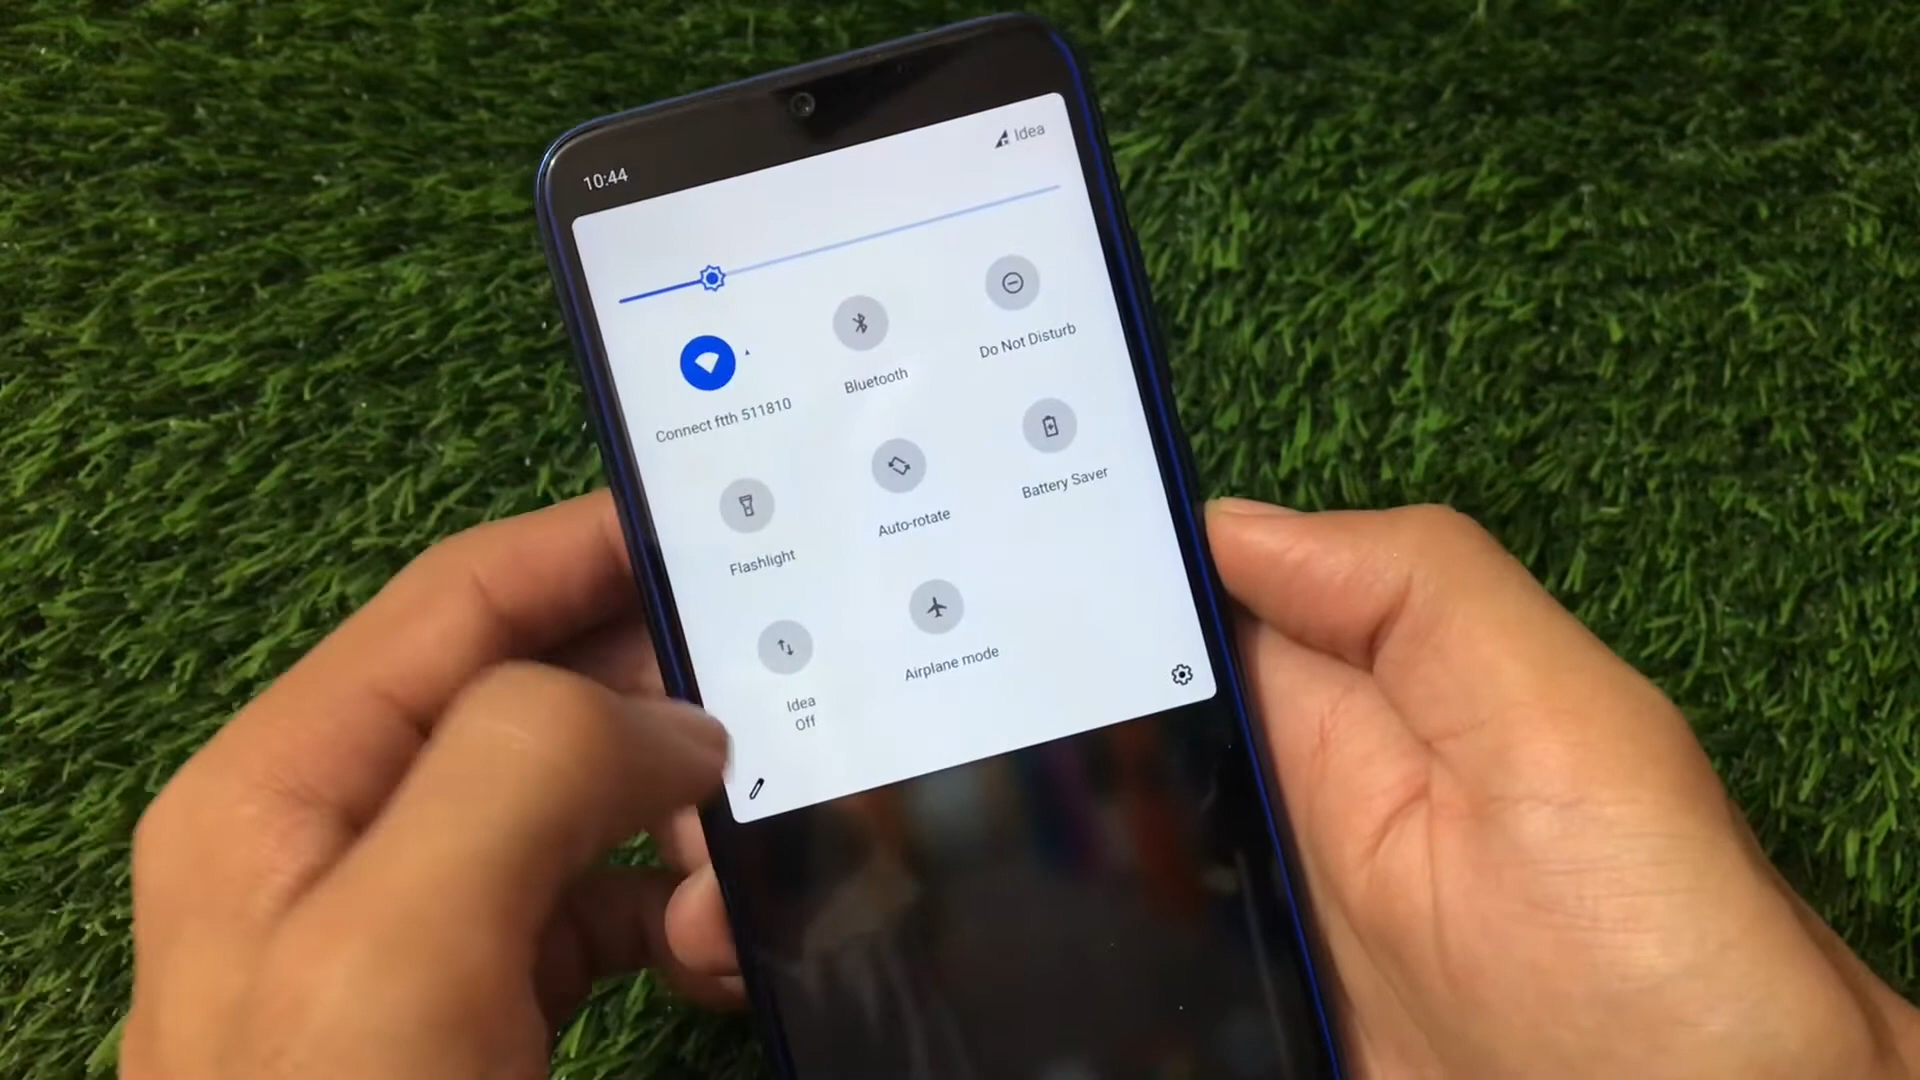 10:44
Idea
Connect ftth 511810
Bluetooth
Do Not Disturb
Flashlight
Auto-rotate
Battery Saver
Idea
Off
Airplane mode